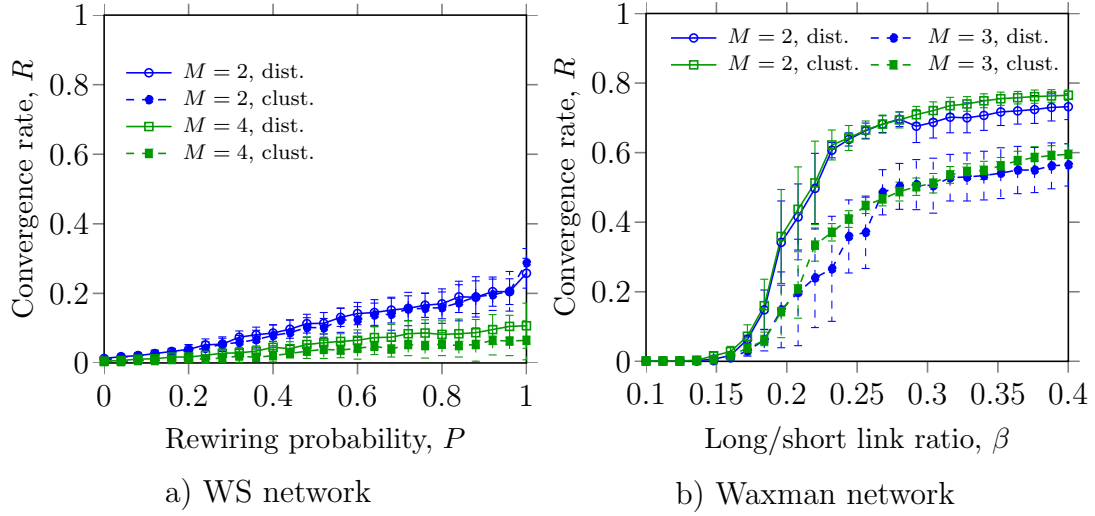 1
0.8
0.6
0.4
0.2
0
0 0.2 0.4 0.6 0.8 1
Convergence rate, R
Rewiring probability, P
M = 2, dist.
M = 2, clust.
M = 4, dist.
M = 4, clust.
a) WS network
1
0.8
0.6
0.4
0.2
0
0.1 0.15 0.2 0.25 0.3 0.35 0.4
Convergence rate, R
Long/short link ratio, β
M = 2, dist. M = 3, dist.
M = 2, clust. M = 3, clust.
b) Waxman network